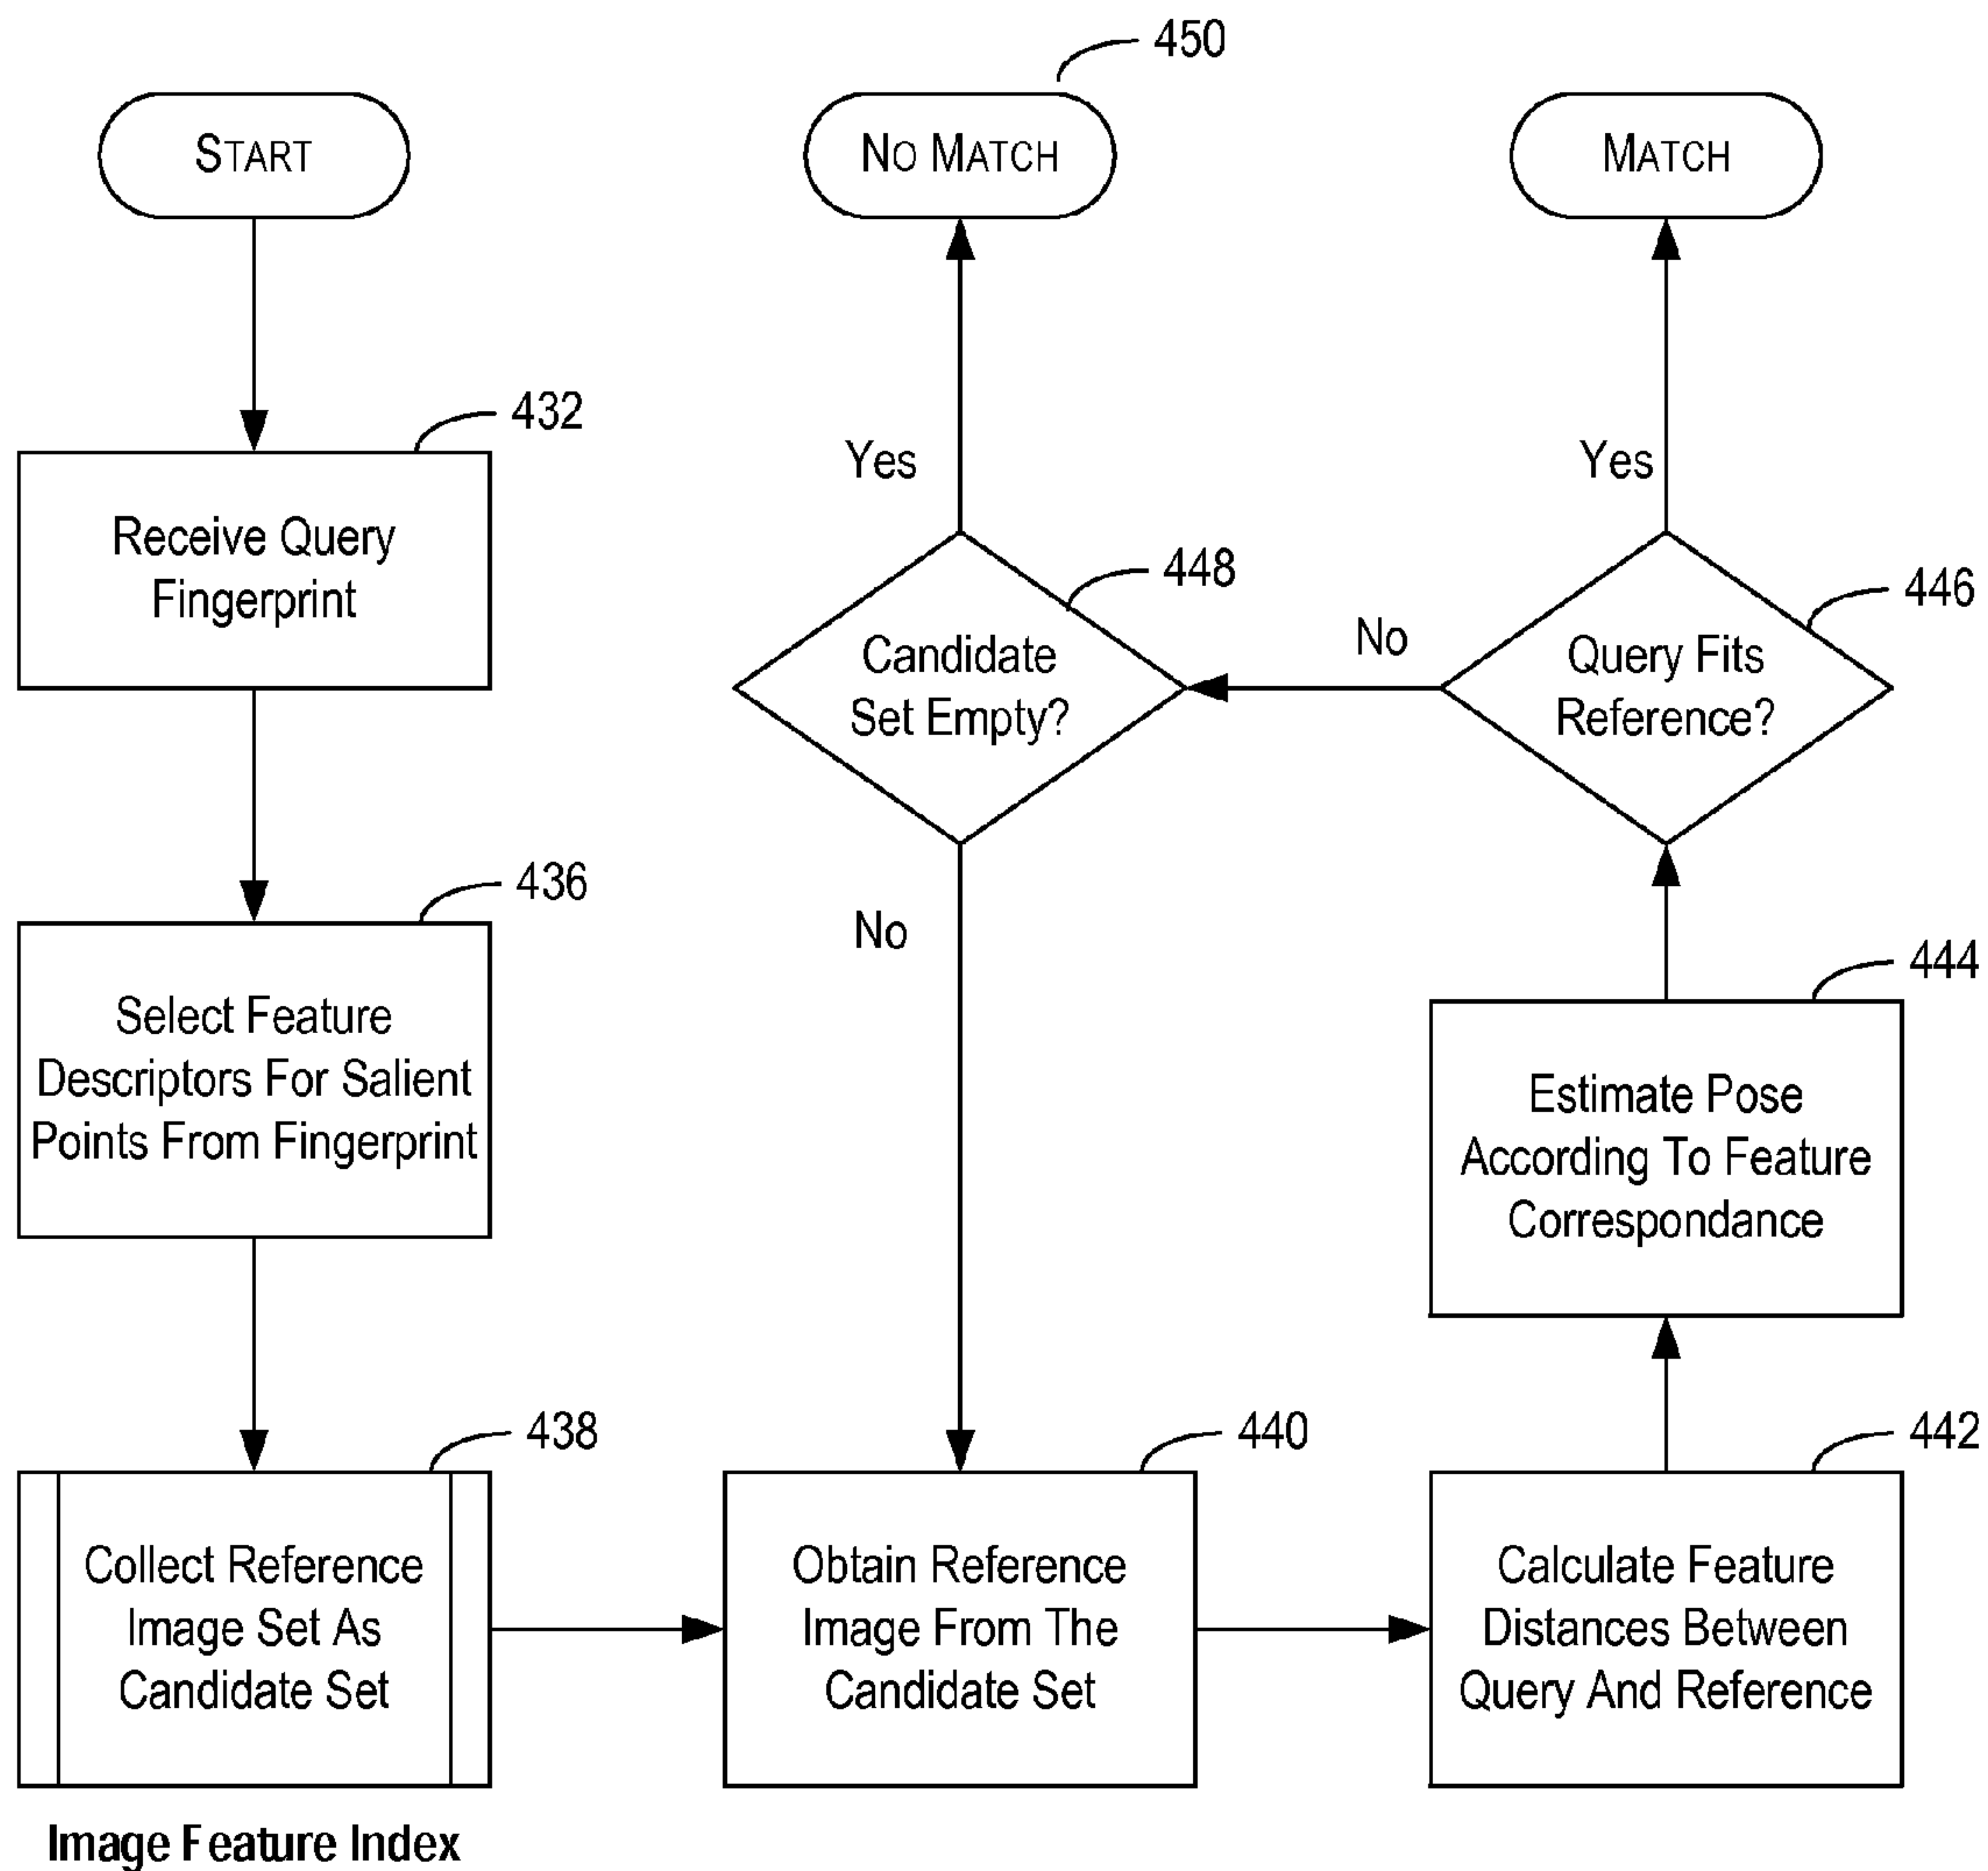 START
432
Receive Query
Fingerprint
436
Select Feature
Descriptors For Salient
Points From Fingerprint
438
Collect Reference
Image Set As
Candidate Set
Image Feature Index
450
NO MATCH
Yes
448
Candidate
Set Empty?
No
440
Obtain Reference
Image From The
Candidate Set
MATCH
Yes
446
Query Fits
Reference?
No
444
Estimate Pose
According To Feature
Correspondance
442
Calculate Feature
Distances Between
Query And Reference